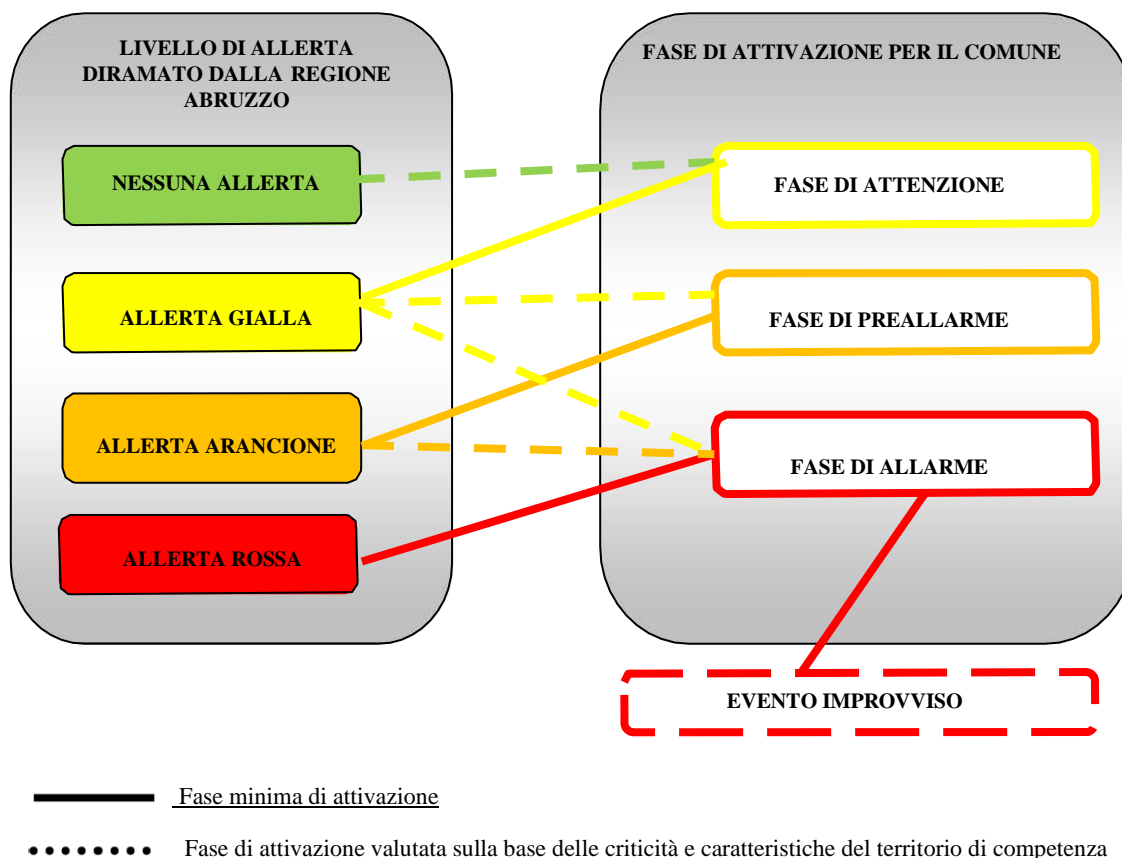 LIVELLO DI ALLERTA
DIRAMATO DALLA REGIONE
ABRUZZO
NESSUNA ALLERTA
ALLERTA GIALLA
ALLERTA ARANCIONE
ALLERTA ROSSA
FASE DI ATTIVAZIONE PER IL COMUNE
FASE DI ATTENZIONE
FASE DI PREALLARME
FASE DI ALLARME
EVENTO IMPROVVISO
Fase minima di attivazione
Fase di attivazione valutata sulla base delle criticità e caratteristiche del territorio di competenza